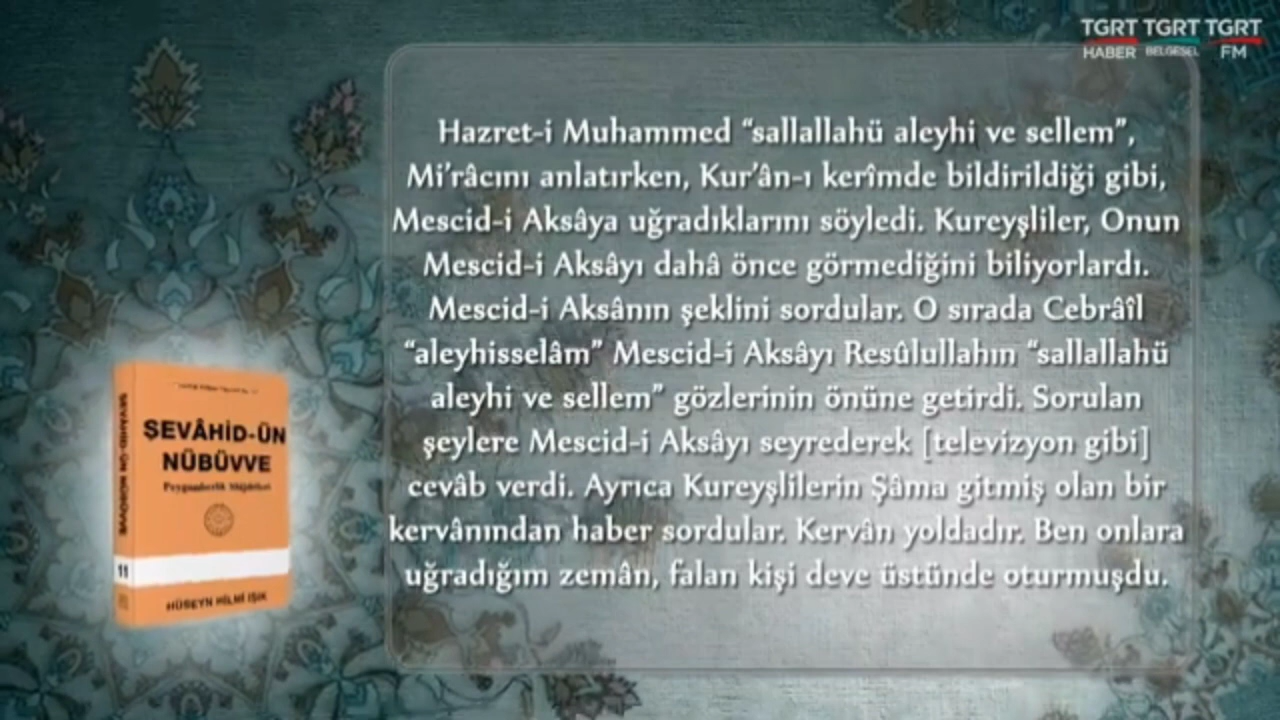 TGRT TGRT TGRT
HABER BELGESEL FM
Hazret-i Muhammed “sallallahü aleyhi ve sellem”,
Mi’râcını anlatırken, Kur’ân-ı kerîmde bildirildiği gibi,
Mescid-i Aksâya uğradıklarını söyledi. Kureyşliler, Onun
Mescid-i Aksâyı dahâ önce görmediğini biliyorlardı.
Mescid-i Aksânın şeklini sordular. O sırada Cebrâîl
“aleyhisselâm” Mescid-i Aksâyı Resûlullahın “sallallahü
aleyhi ve sellem” gözlerinin önüne getirdi. Sorulan
şeylere Mescid-i Aksâyı seyrederek [televizyon gibi]
cevâb verdi. Ayrıca Kureyşlilerin Şâma gitmiş olan bir
kervânından haber sordular. Kervân yoldadır. Ben onlara
uğradığım zemân, falan kişi deve üstünde oturmuşdu.
ŞEVÂHİD-ÜN
NÜBÜVVE
HÜSEYN HİLMİ IŞIK
ŞEVÂHİD-ÜN NÜBÜVVE
11